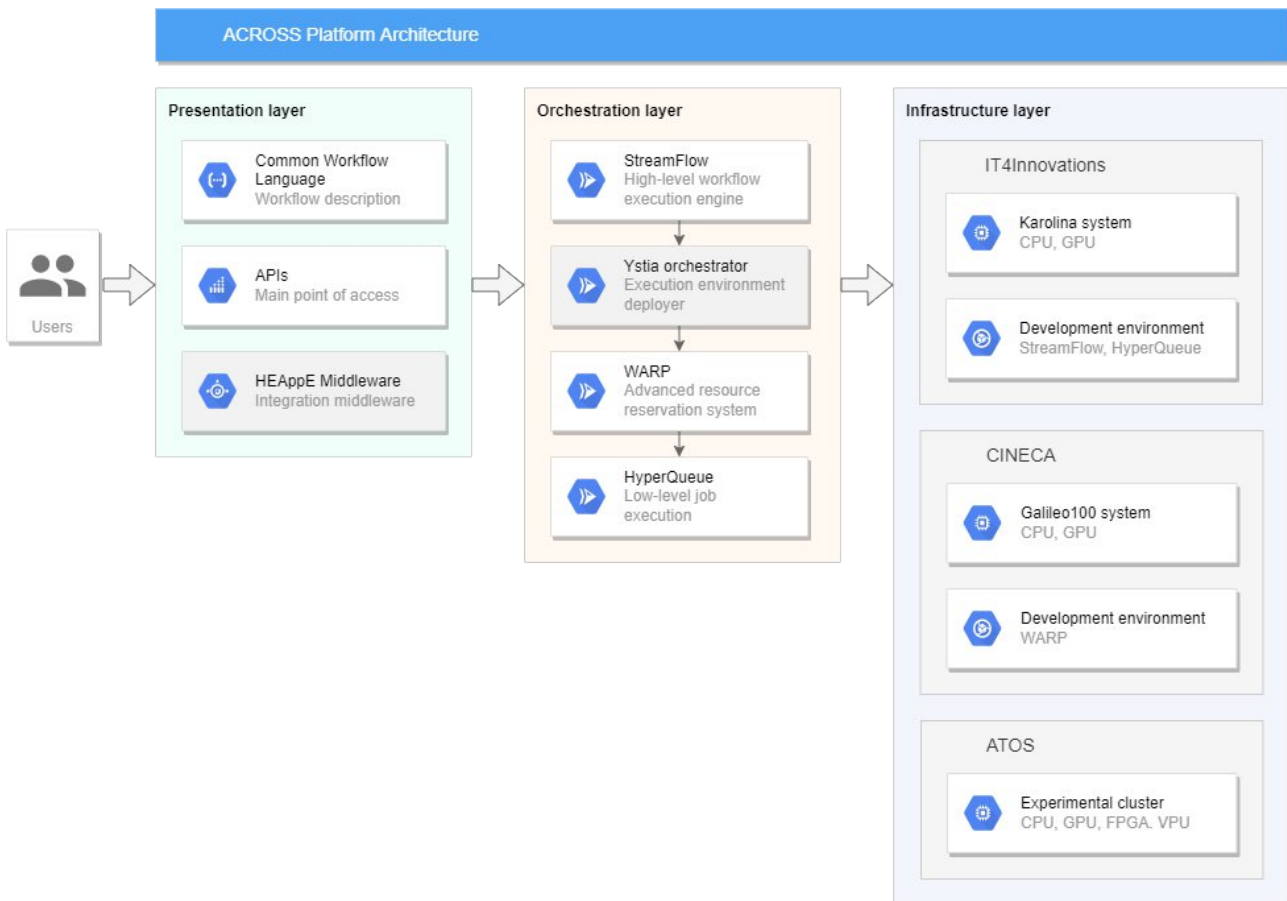 ACROSS Platform Architecture
Users
Presentation layer
Common Workflow
Language
Workflow description
APIs
Main point of access
HEAppE Middleware
Integration middleware
Orchestration layer
StreamFlow
High-level workflow
execution engine
Ystia orchestrator
Execution environment
deployer
WARP
Advanced resource
reservation system
HyperQueue
Low-level job
execution
Infrastructure layer
IT4Innovations
Karolina system
CPU, GPU
Development environment
StreamFlow, HyperQueue
CINECA
Galileo100 system
CPU, GPU
Development environment
WARP
ATOS
Experimental cluster
CPU, GPU, FPGA. VPU